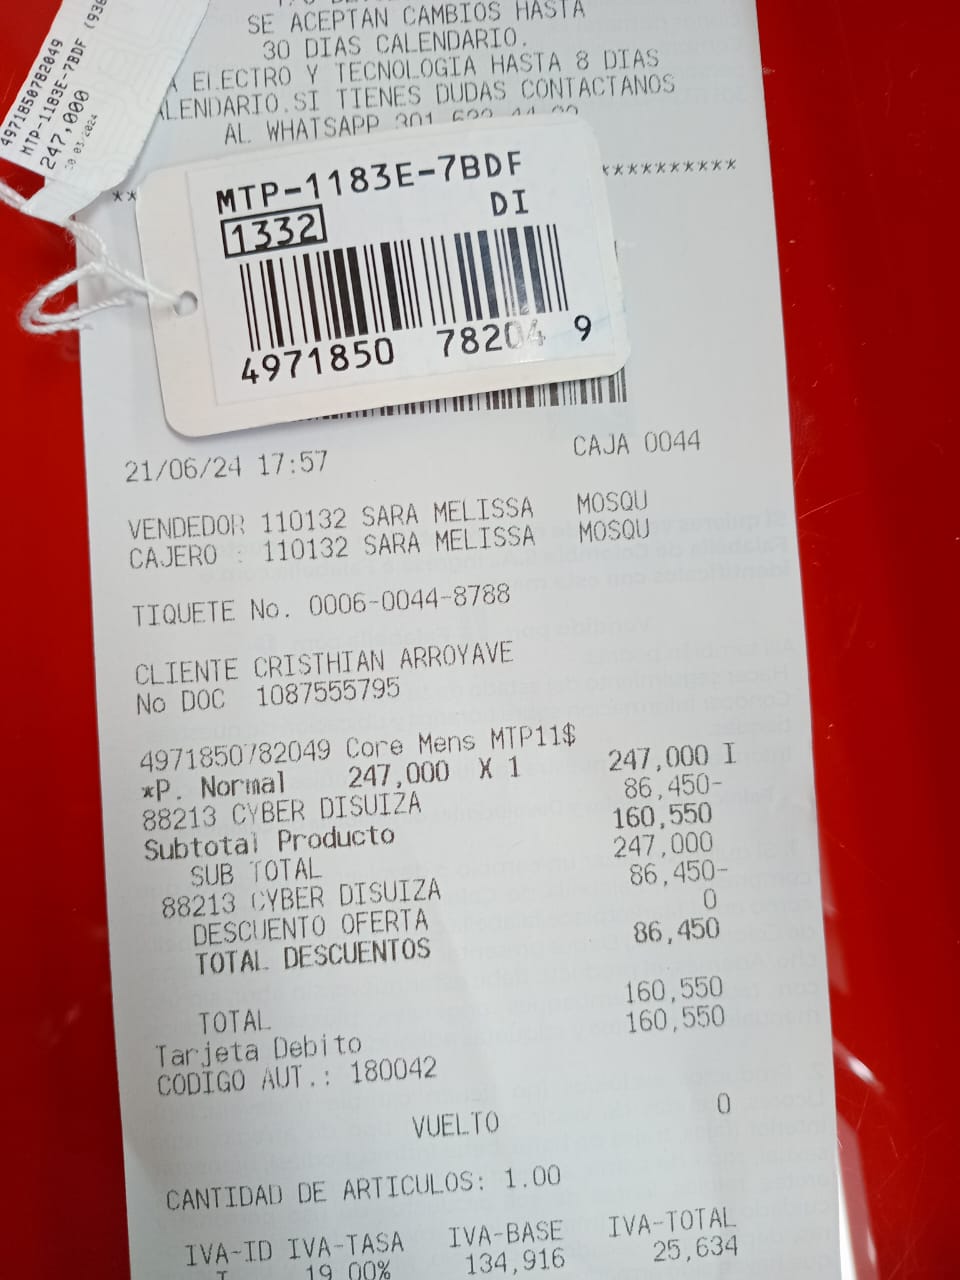 SE ACEPTAN CAMBIOS HASTA
30 DIAS CALENDARIO.
ELECTRO Y TECNOLOGIA HASTA 8 DIAS
ALENDARIO.SI TIENES DUDAS CONTACTANOS
AL WHATSAPP 301
**
**********
4971850782049
MTP-1183E-7BDF (938
247,000
03/2024
MTP-1183E-7BDF
DI
1332
4971850 78204 9
21/06/24 17:57 CAJA 0044
VENDEDOR 110132 SARA MELISSA MOSQU
CAJERO : 110132 SARA MELISSA MOSQU
TIQUETE No. 0006-0044-8788
CLIENTE CRISTHIAN ARROYAVE
No DOC 1087555795
4971850782049 Core Mens MTP11$
*P. Normal 247,000 X 1 247,000 I
88213 CYBER DISUIZA 86,450-
Subtotal Producto 160,550
SUB TOTAL 247,000
88213 CYBER DISUIZA 86,450-
DESCUENTO OFERTA 0
TOTAL DESCUENTOS 86,450
TOTAL 160,550
Tarjeta Debito 160,550
CODIGO AUT.: 180042
VUELTO 0
CANTIDAD DE ARTICULOS: 1.00
IVA-ID IVA-TASA IVA-BASE IVA-TOTAL
I 19.00% 134,916 25,634